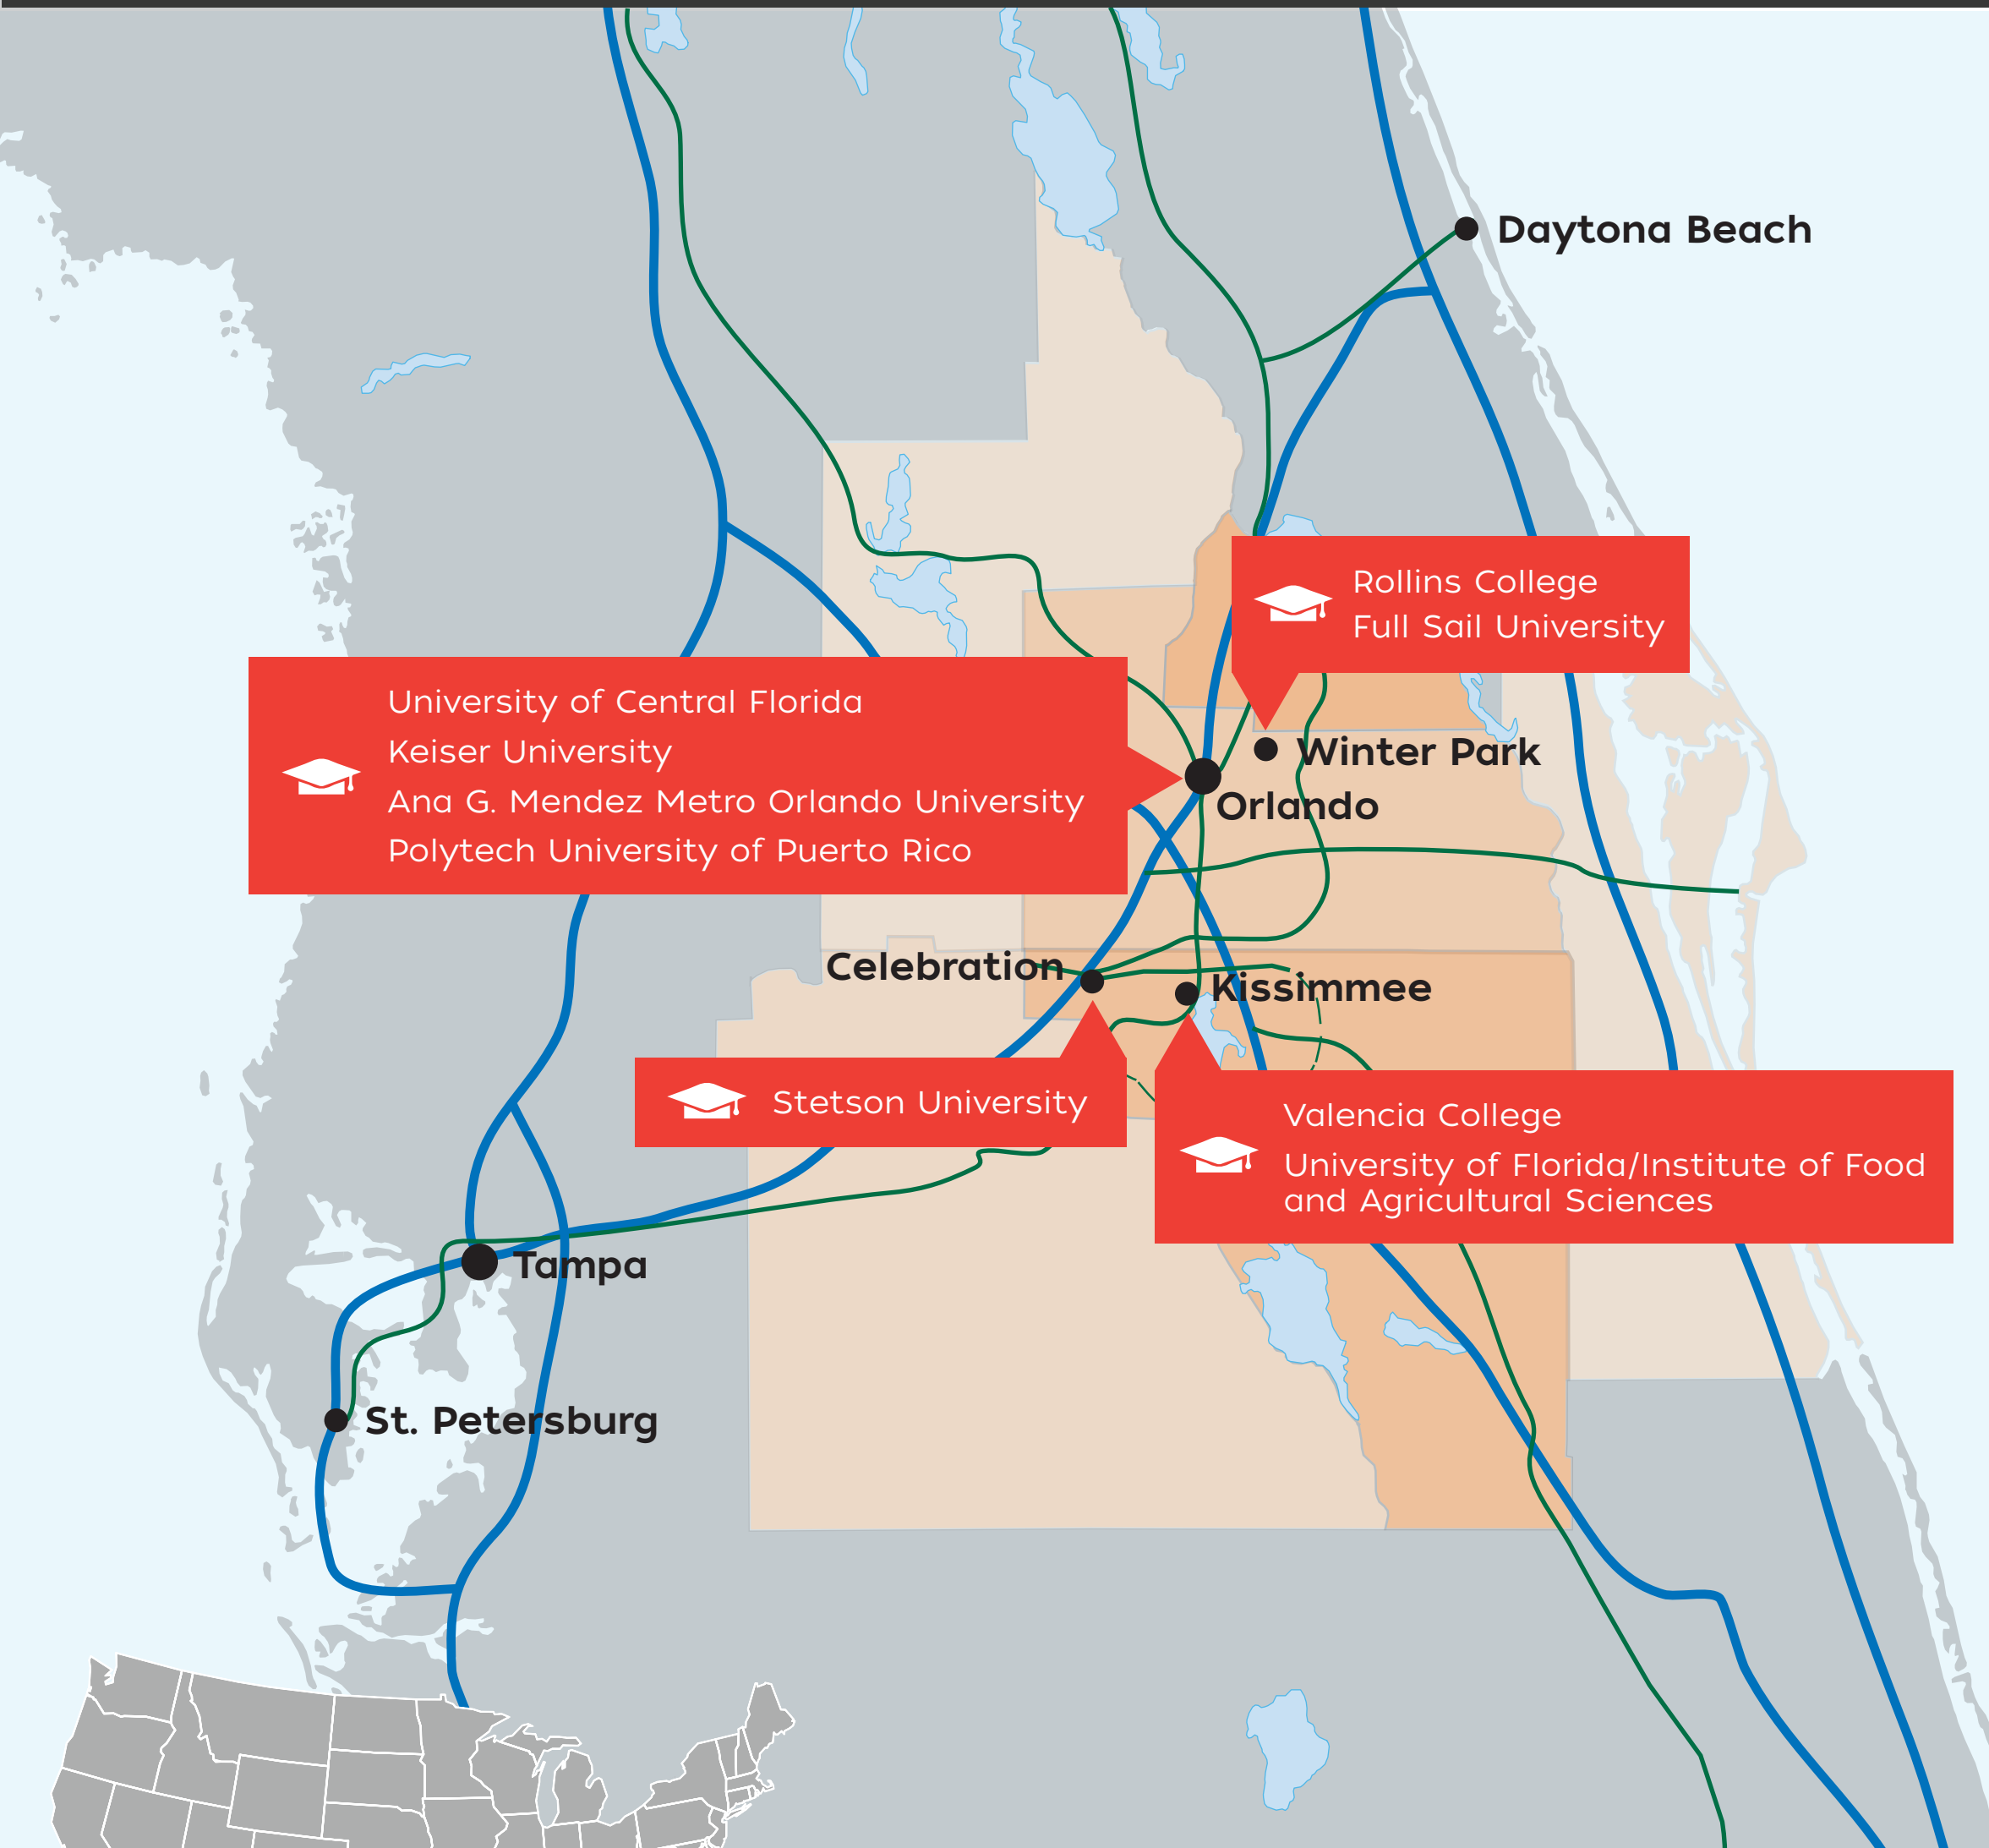 Daytona Beach
Rollins College
Full Sail University
University of Central Florida
Keiser University
Ana G. Mendez Metro Orlando University
Polytech University of Puerto Rico
Winter Park
Orlando
Celebration
Kissimmee
Stetson University
Valencia College
University of Florida/Institute of Food
and Agricultural Sciences
Tampa
St. Petersburg